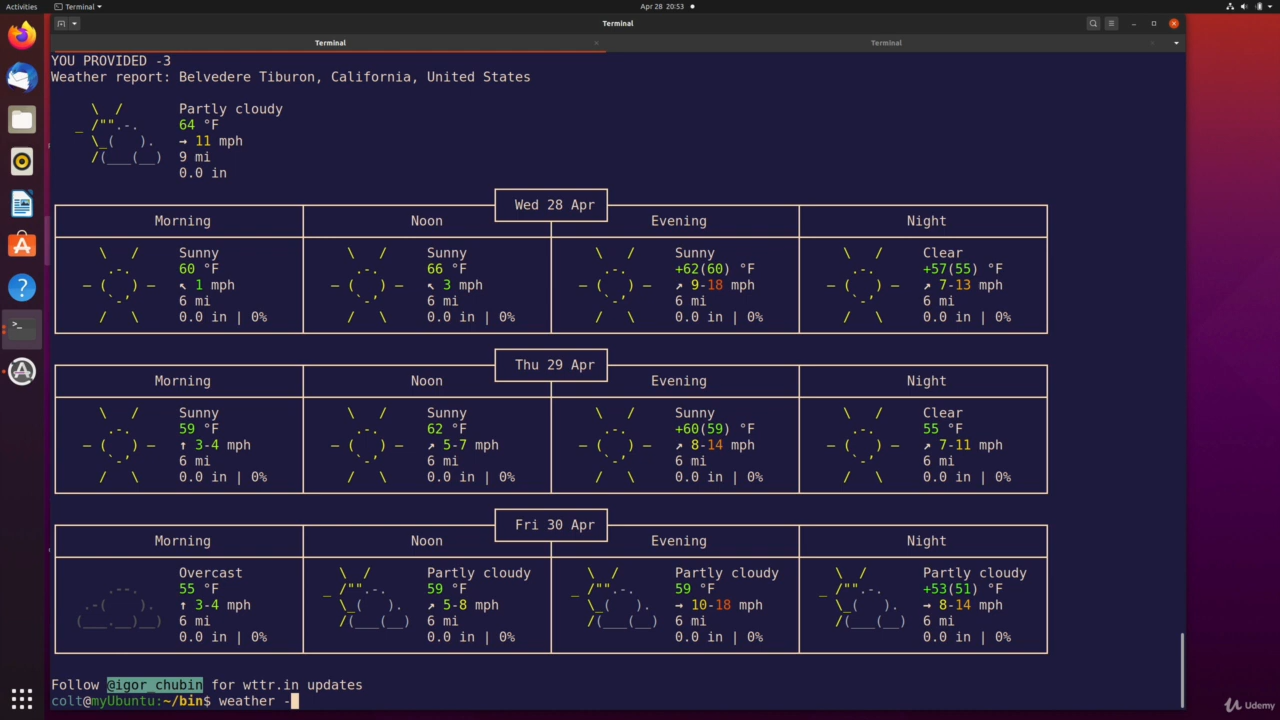 Activities Terminal Apr 28 20:53
Terminal
Terminal Terminal
YOU PROVIDED -3
Weather report: Belvedere Tiburon, California, United States
Partly cloudy
64 °F
→ 11 mph
9 mi
0.0 in
Wed 28 Apr
Morning Noon Evening Night
Sunny Sunny Sunny Clear
60 °F 66 °F +62(60) °F +57(55) °F
↖ 1 mph ↖ 3 mph ↗ 9-18 mph ↗ 7-13 mph
6 mi 6 mi 6 mi 6 mi
0.0 in | 0% 0.0 in | 0% 0.0 in | 0% 0.0 in | 0%
Thu 29 Apr
Morning Noon Evening Night
Sunny Sunny Sunny Clear
59 °F 62 °F +60(59) °F 55 °F
↑ 3-4 mph ↗ 5-7 mph ↗ 8-14 mph ↗ 7-11 mph
6 mi 6 mi 6 mi 6 mi
0.0 in | 0% 0.0 in | 0% 0.0 in | 0% 0.0 in | 0%
Fri 30 Apr
Morning Noon Evening Night
Overcast Partly cloudy Partly cloudy Partly cloudy
55 °F 59 °F 59 °F +53(51) °F
↑ 3-4 mph ↗ 5-8 mph → 10-18 mph → 8-14 mph
6 mi 6 mi 6 mi 6 mi
0.0 in | 0% 0.0 in | 0% 0.0 in | 0% 0.0 in | 0%
Follow @igor_chubin for wttr.in updates
colt@myUbuntu:~/bin$ weather -
Udemy